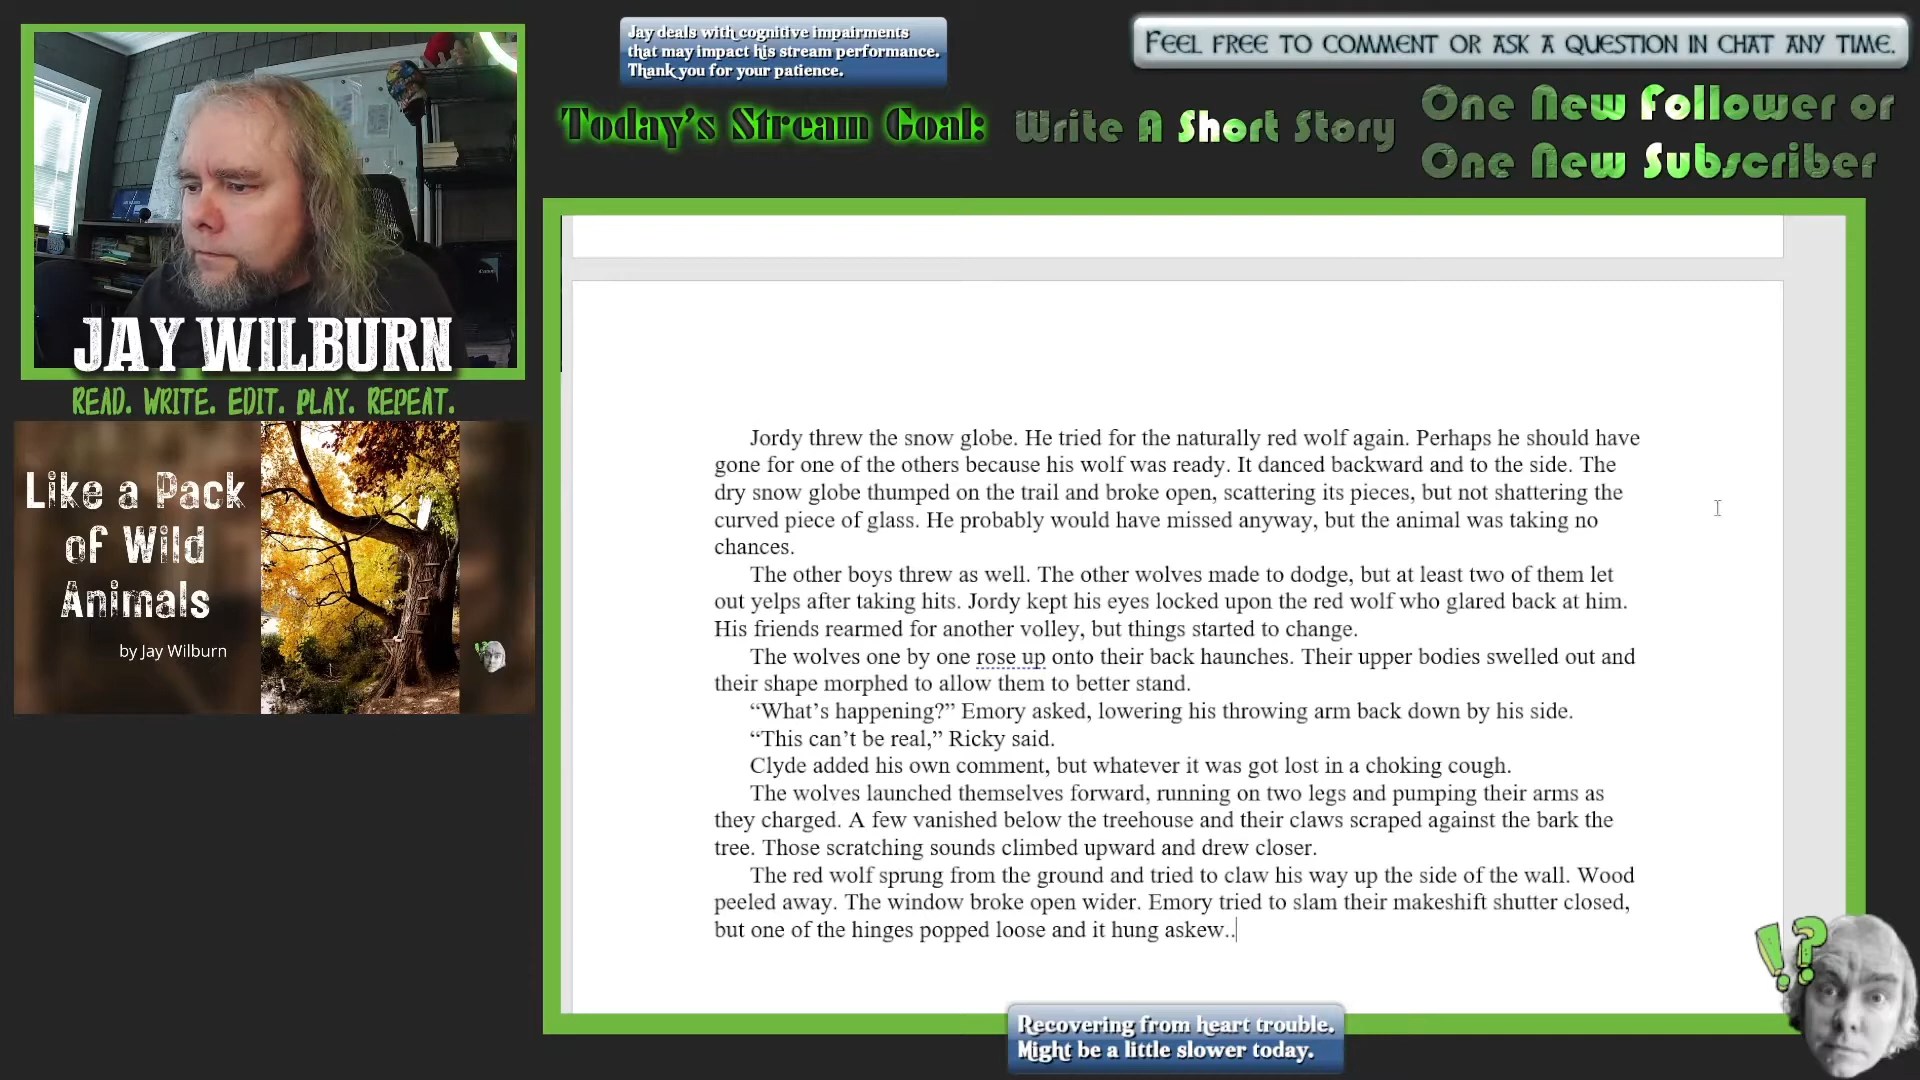 Jay deals with cognitive impairments
that may impact his stream performance.
Thank you for your patience.
FEEL FREE TO COMMENT OR ASK A QUESTION IN CHAT ANY TIME.
Today's Stream Goal:
Write A Short Story
One New Follower or
One New Subscriber
JAY WILBURN
READ. WRITE. EDIT. PLAY. REPEAT.
Like a Pack
of Wild
Animals
by Jay Wilburn
Jordy threw the snow globe. He tried for the naturally red wolf again. Perhaps he should have
gone for one of the others because his wolf was ready. It danced backward and to the side. The
dry snow globe thumped on the trail and broke open, scattering its pieces, but not shattering the
curved piece of glass. He probably would have missed anyway, but the animal was taking no
chances.
The other boys threw as well. The other wolves made to dodge, but at least two of them let
out yelps after taking hits. Jordy kept his eyes locked upon the red wolf who glared back at him.
His friends rearmed for another volley, but things started to change.
The wolves one by one rose up onto their back haunches. Their upper bodies swelled out and
their shape morphed to allow them to better stand.
“What’s happening?” Emory asked, lowering his throwing arm back down by his side.
“This can’t be real,” Ricky said.
Clyde added his own comment, but whatever it was got lost in a choking cough.
The wolves launched themselves forward, running on two legs and pumping their arms as
they charged. A few vanished below the treehouse and their claws scraped against the bark the
tree. Those scratching sounds climbed upward and drew closer.
The red wolf sprung from the ground and tried to claw his way up the side of the wall. Wood
peeled away. The window broke open wider. Emory tried to slam their makeshift shutter closed,
but one of the hinges popped loose and it hung askew..
!?
Recovering from heart trouble.
Might be a little slower today.